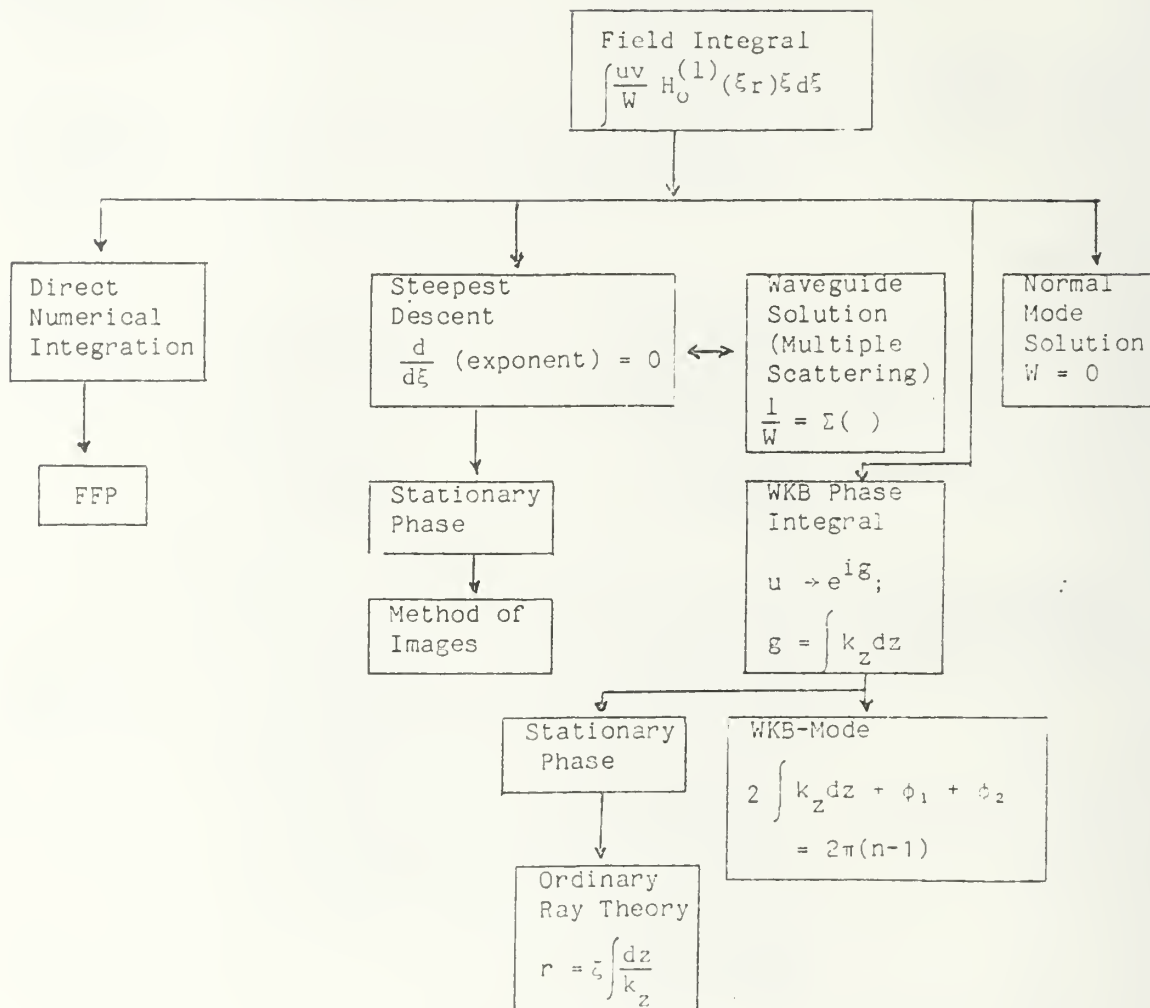 Field Integral
∫ uv/W H₀⁽¹⁾(ξr)ξdξ
Direct
Numerical
Integration
FFP
Steepest
Descent
d/dξ (exponent) = 0
Stationary
Phase
Method of
Images
Waveguide
Solution
(Multiple
Scattering)
1/W = Σ( )
Normal
Mode
Solution
W = 0
WKB Phase
Integral
u → e^{ig};
g = ∫ k_z dz
Stationary
Phase
Ordinary
Ray Theory
r = ξ ∫ dz/k_z
WKB-Mode
2 ∫ k_z dz + φ₁ + φ₂
= 2π(n-1)